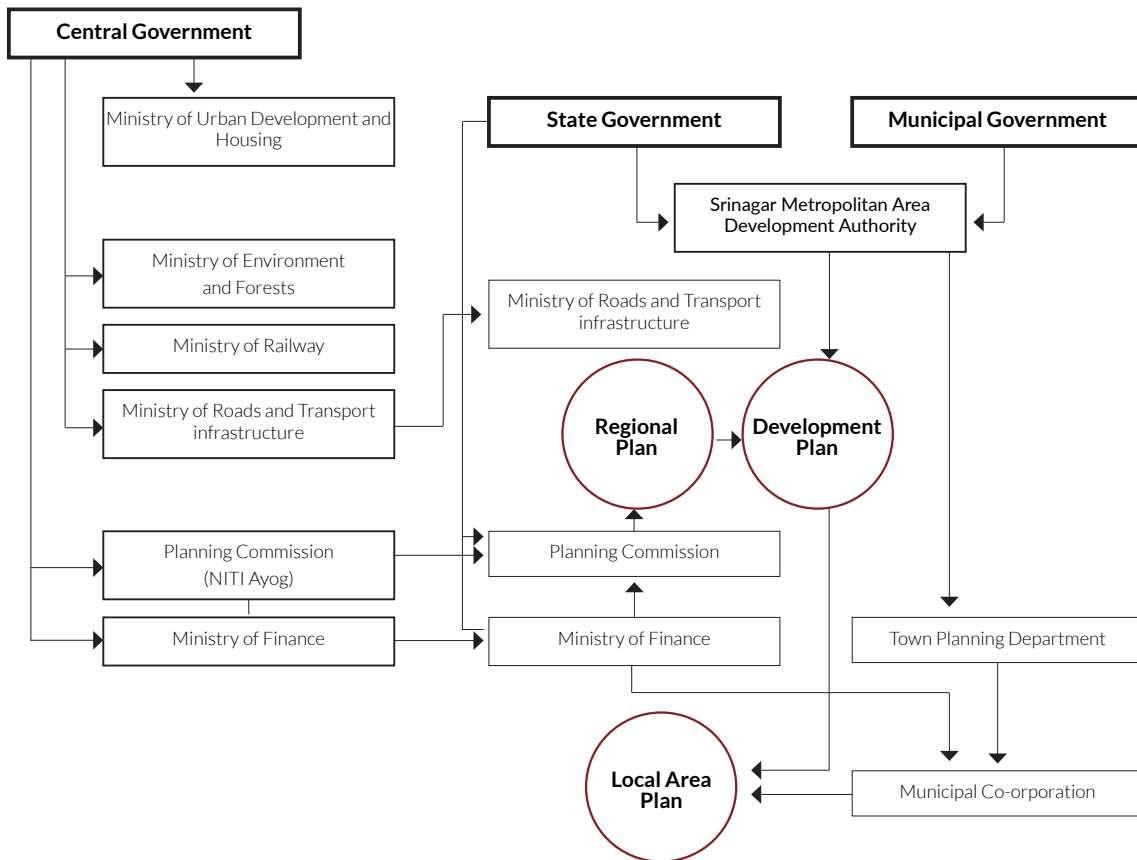 Central Government
Ministry of Urban Development and
Housing
State Government
Municipal Government
Srinagar Metropolitan Area
Development Authority
Ministry of Environment
and Forests
Ministry of Roads and Transport
infrastructure
Ministry of Railway
Ministry of Roads and Transport
infrastructure
Regional
Plan
Development
Plan
Planning Commission
(NITI Ayog)
Planning Commission
Ministry of Finance
Ministry of Finance
Town Planning Department
Local Area
Plan
Municipal Co-orporation